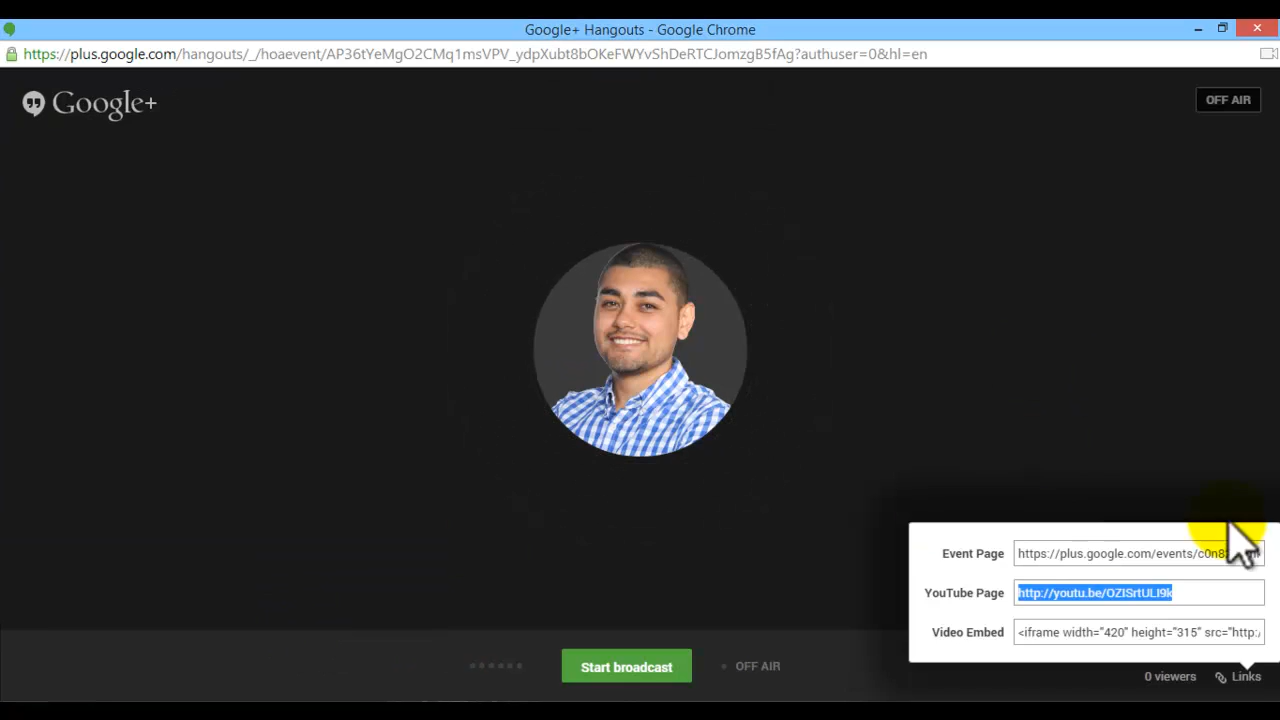 Google+ Hangouts - Google Chrome
https://plus.google.com/hangouts/_/hoaevent/AP36tYeMgO2CMq1msVPV_ydpXubt8bOKeFWYvShDeRTCJomzgB5fAg?authuser=0&hl=en
Google+
OFF AIR
Event Page https://plus.google.com/events/c0n8
YouTube Page http://youtu.be/OZISrtULI9k
Video Embed <iframe width="420" height="315" src="http:/
Start broadcast
OFF AIR
0 viewers
Links